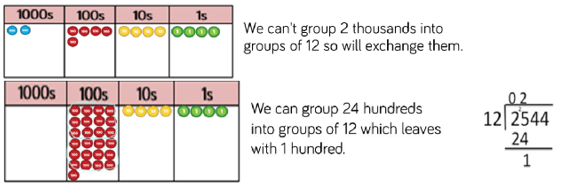 1000s 100s 10s 1s
We can't group 2 thousands into
groups of 12 so will exchange them.
1000s 100s 10s 1s
We can group 24 hundreds
into groups of 12 which leaves
with 1 hundred.
02
12 2544
24
1